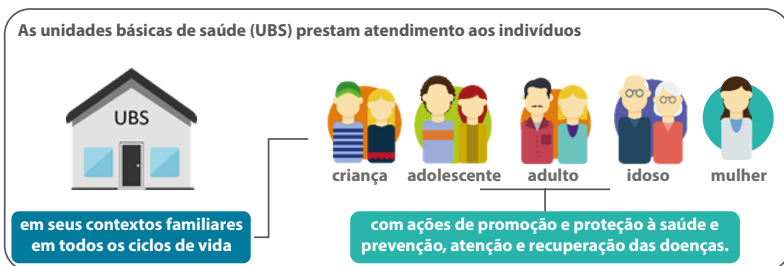 As unidades básicas de saúde (UBS) prestam atendimento aos indivíduos
UBS
criança
adolescente
adulto
idoso
mulher
em seus contextos familiares
em todos os ciclos de vida
com ações de promoção e proteção à saúde e
prevenção, atenção e recuperação das doenças.